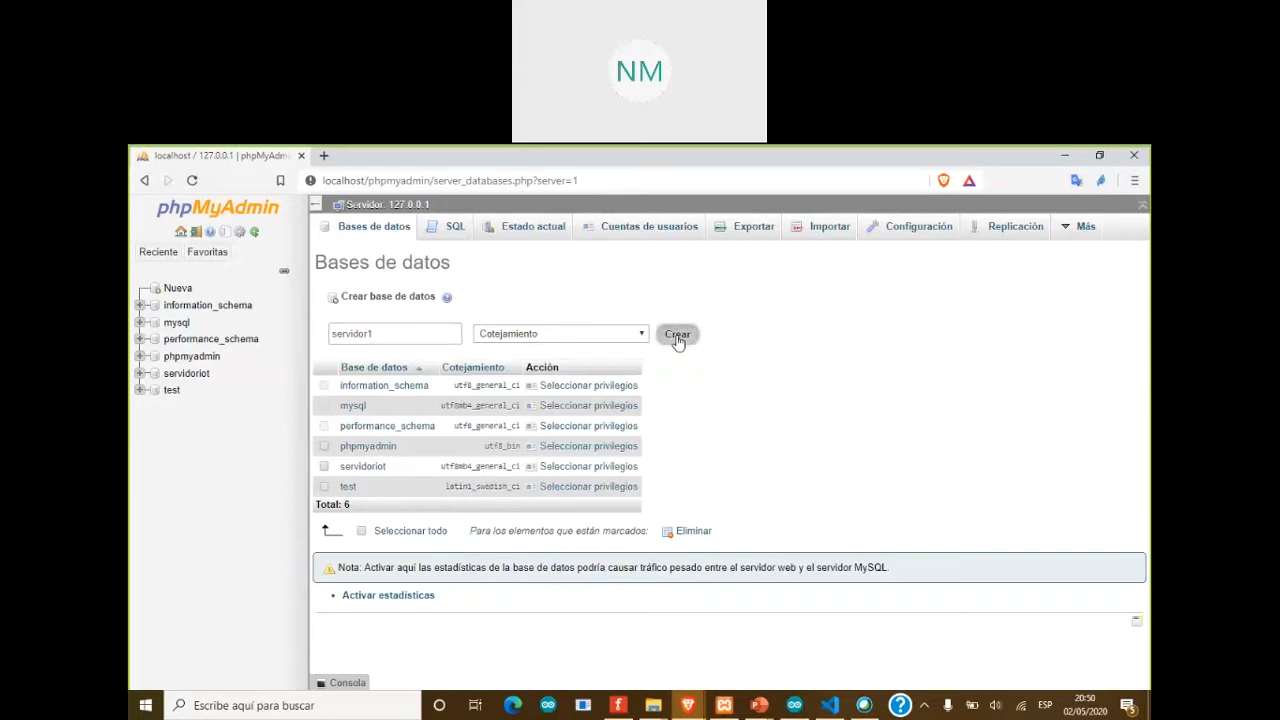 NM
localhost / 127.0.0.1 | phpMyAdm
localhost/phpmyadmin/server_databases.php?server=1
phpMyAdmin
Reciente Favoritas
Nueva
information_schema
mysql
performance_schema
phpmyadmin
servidoriot
test
Servidor: 127.0.0.1
Bases de datos SQL Estado actual Cuentas de usuarios Exportar Importar Configuración Replicación Más
Bases de datos
Crear base de datos
servidor1 Cotejamiento Crear
Base de datos Cotejamiento Acción
information_schema utf8_general_ci Seleccionar privilegios
mysql utf8mb4_general_ci Seleccionar privilegios
performance_schema utf8_general_ci Seleccionar privilegios
phpmyadmin utf8_bin Seleccionar privilegios
servidoriot utf8mb4_general_ci Seleccionar privilegios
test latin1_swedish_ci Seleccionar privilegios
Total: 6
Seleccionar todo Para los elementos que están marcados: Eliminar
Nota: Activar aquí las estadísticas de la base de datos podría causar tráfico pesado entre el servidor web y el servidor MySQL.
Activar estadísticas
Consola
Escribe aquí para buscar
ESP
20:50
02/05/2020
5